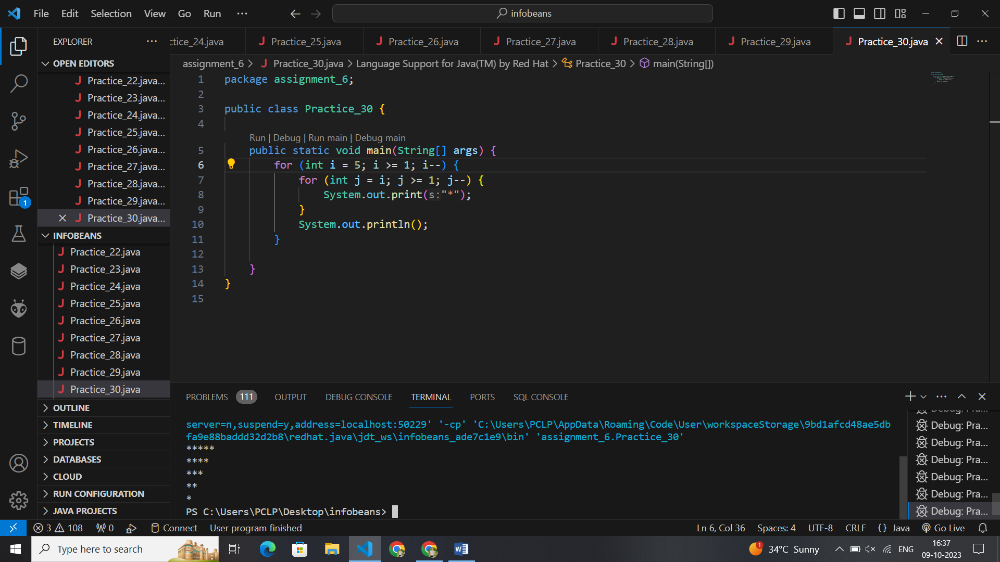 File Edit Selection View Go Run ··· infobeans
EXPLORER ···
OPEN EDITORS
Practice_22.java...
Practice_23.java...
Practice_24.java...
Practice_25.java...
Practice_26.java...
Practice_27.java...
Practice_28.java...
Practice_29.java...
Practice_30.java...
INFOBEANS
Practice_22.java
Practice_23.java
Practice_24.java
Practice_25.java
Practice_26.java
Practice_27.java
Practice_28.java
Practice_29.java
Practice_30.java
OUTLINE
TIMELINE
PROJECTS
DATABASES
CLOUD
RUN CONFIGURATION
JAVA PROJECTS
1
ctice_24.java J Practice_25.java J Practice_26.java J Practice_27.java J Practice_28.java J Practice_29.java J Practice_30.java
assignment_6 > J Practice_30.java > Language Support for Java(TM) by Red Hat > Practice_30 > main(String[])
1 package assignment_6;
2
3 public class Practice_30 {
4
Run | Debug | Run main | Debug main
5 public static void main(String[] args) {
6 for (int i = 5; i >= 1; i--) {
7 for (int j = i; j >= 1; j--) {
8 System.out.print(s:"*");
9 }
10 System.out.println();
11 }
12
13 }
14 }
15
PROBLEMS 111 OUTPUT DEBUG CONSOLE TERMINAL PORTS SQL CONSOLE
server=n,suspend=y,address=localhost:50229' '-cp' 'C:\Users\PCLP\AppData\Roaming\Code\User\workspaceStorage\9bd1afcd48ae5db
fa9e88baddd32d2b8\redhat.java\jdt_ws\infobeans_ade7c1e9\bin' 'assignment_6.Practice_30'
*****
****
***
**
*
PS C:\Users\PCLP\Desktop\infobeans>
Debug: Pra...
Debug: Pra...
Debug: Pra...
Debug: Pra...
Debug: Pra...
Debug: Pra...
Debug: Pra...
3 108 0 Connect User program finished Ln 6, Col 36 Spaces: 4 UTF-8 CRLF {} Java Go Live
Type here to search 1 34°C Sunny ENG 16:37
09-10-2023